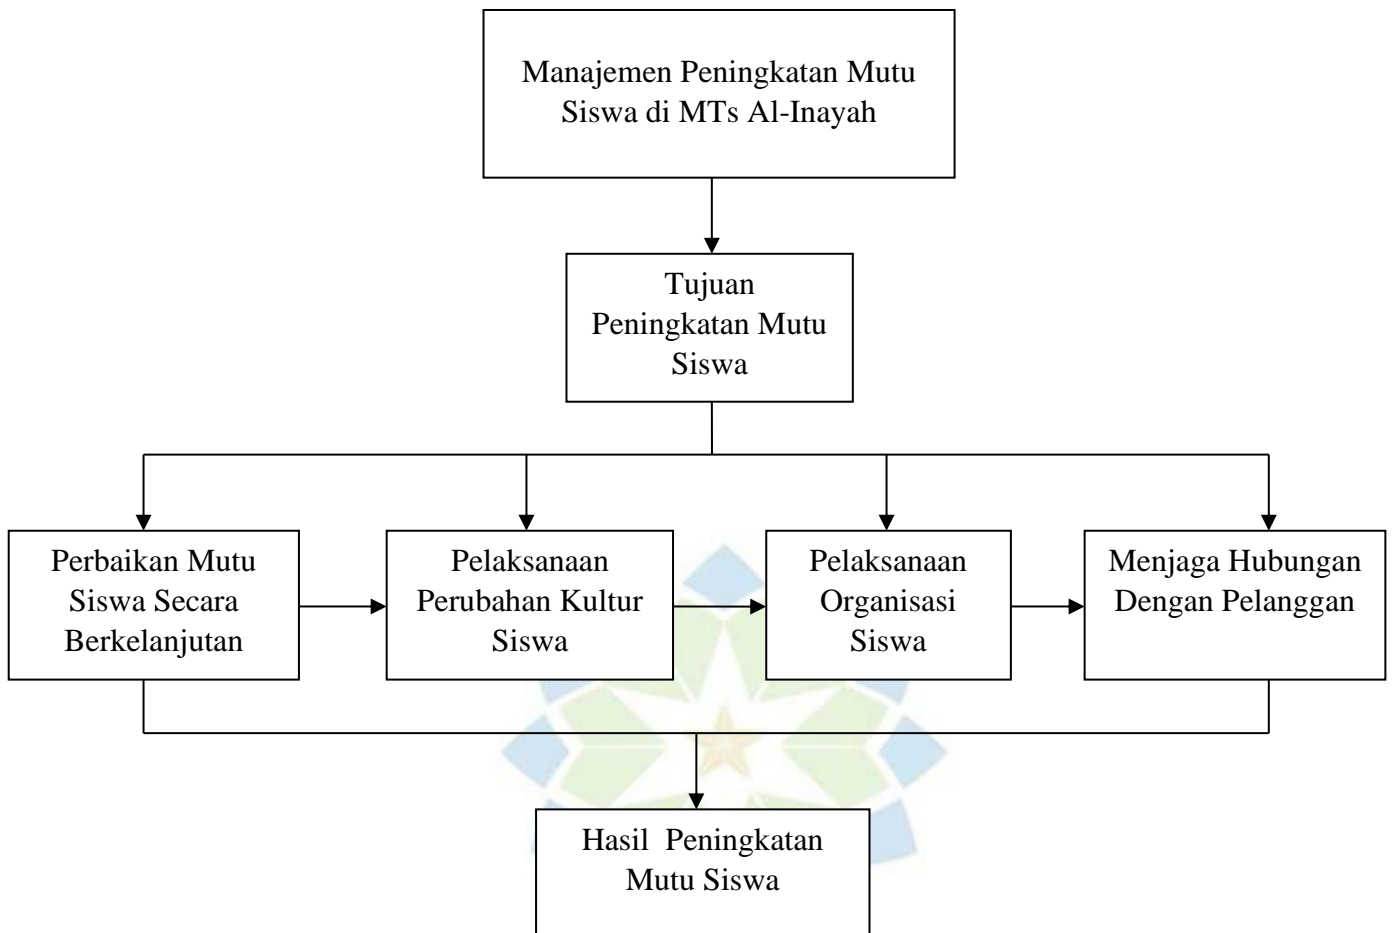 Manajemen Peningkatan Mutu
Siswa di MTs Al-Inayah
Tujuan
Peningkatan Mutu
Siswa
Perbaikan Mutu
Siswa Secara
Berkelanjutan
Pelaksanaan
Perubahan Kultur
Siswa
Pelaksanaan
Organisasi
Siswa
Menjaga Hubungan
Dengan Pelanggan
Hasil  Peningkatan
Mutu Siswa